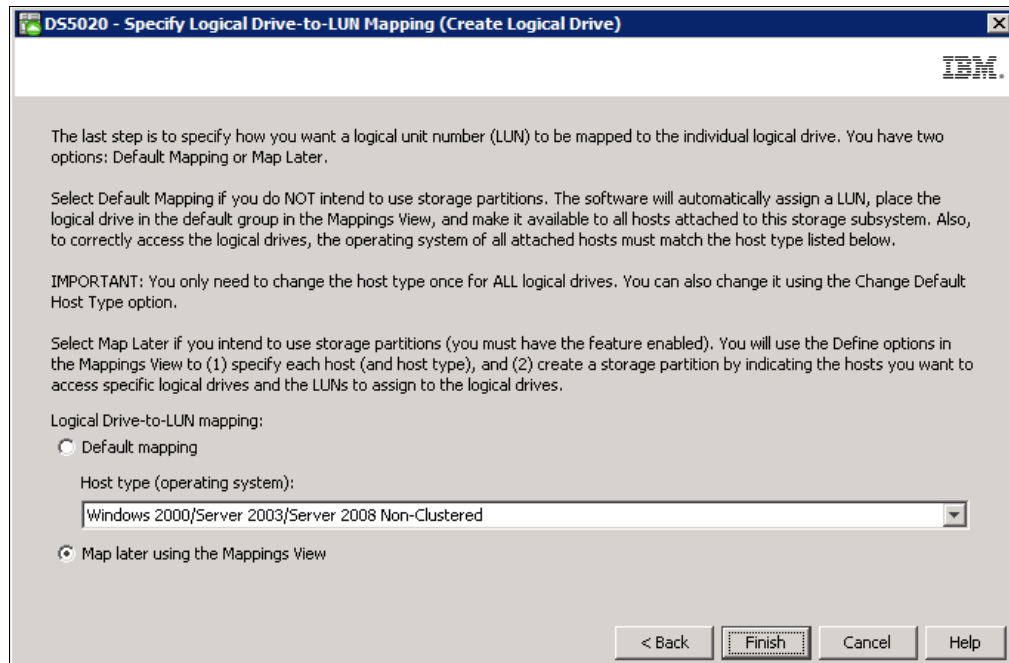 DS5020 - Specify Logical Drive-to-LUN Mapping (Create Logical Drive)
IBM.
The last step is to specify how you want a logical unit number (LUN) to be mapped to the individual logical drive. You have two
options: Default Mapping or Map Later.
Select Default Mapping if you do NOT intend to use storage partitions. The software will automatically assign a LUN, place the
logical drive in the default group in the Mappings View, and make it available to all hosts attached to this storage subsystem. Also,
to correctly access the logical drives, the operating system of all attached hosts must match the host type listed below.
IMPORTANT: You only need to change the host type once for ALL logical drives. You can also change it using the Change Default
Host Type option.
Select Map Later if you intend to use storage partitions (you must have the feature enabled). You will use the Define options in
the Mappings View to (1) specify each host (and host type), and (2) create a storage partition by indicating the hosts you want to
access specific logical drives and the LUNs to assign to the logical drives.
Logical Drive-to-LUN mapping:
Default mapping
Host type (operating system):
Windows 2000/Server 2003/Server 2008 Non-Clustered
Map later using the Mappings View
< Back
Finish
Cancel
Help